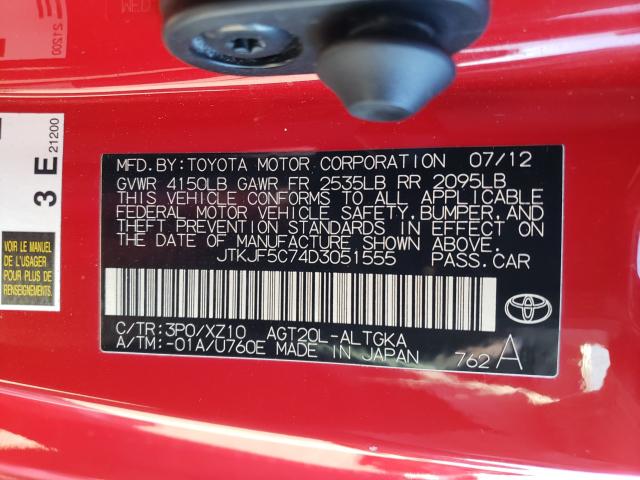 21200
3 E 21200
VOIR LE MANUEL
DE L'USAGER
POUR PLUS DE
RENSEIGNEMENTS.
MFD.BY:TOYOTA MOTOR CORPORATION 07/12
GVWR 4150LB GAWR FR 2535LB RR 2095LB
THIS VEHICLE CONFORMS TO ALL APPLICABLE
FEDERAL MOTOR VEHICLE SAFETY,BUMPER,AND
THEFT PREVENTION STANDARDS IN EFFECT ON
THE DATE OF MANUFACTURE SHOWN ABOVE.
JTKJF5C74D3051555 PASS.CAR
TOYOTA
C/TR:3P0/XZ10 AGT20L-ALTGKA
A/TM:-01A/U760E MADE IN JAPAN 762 A